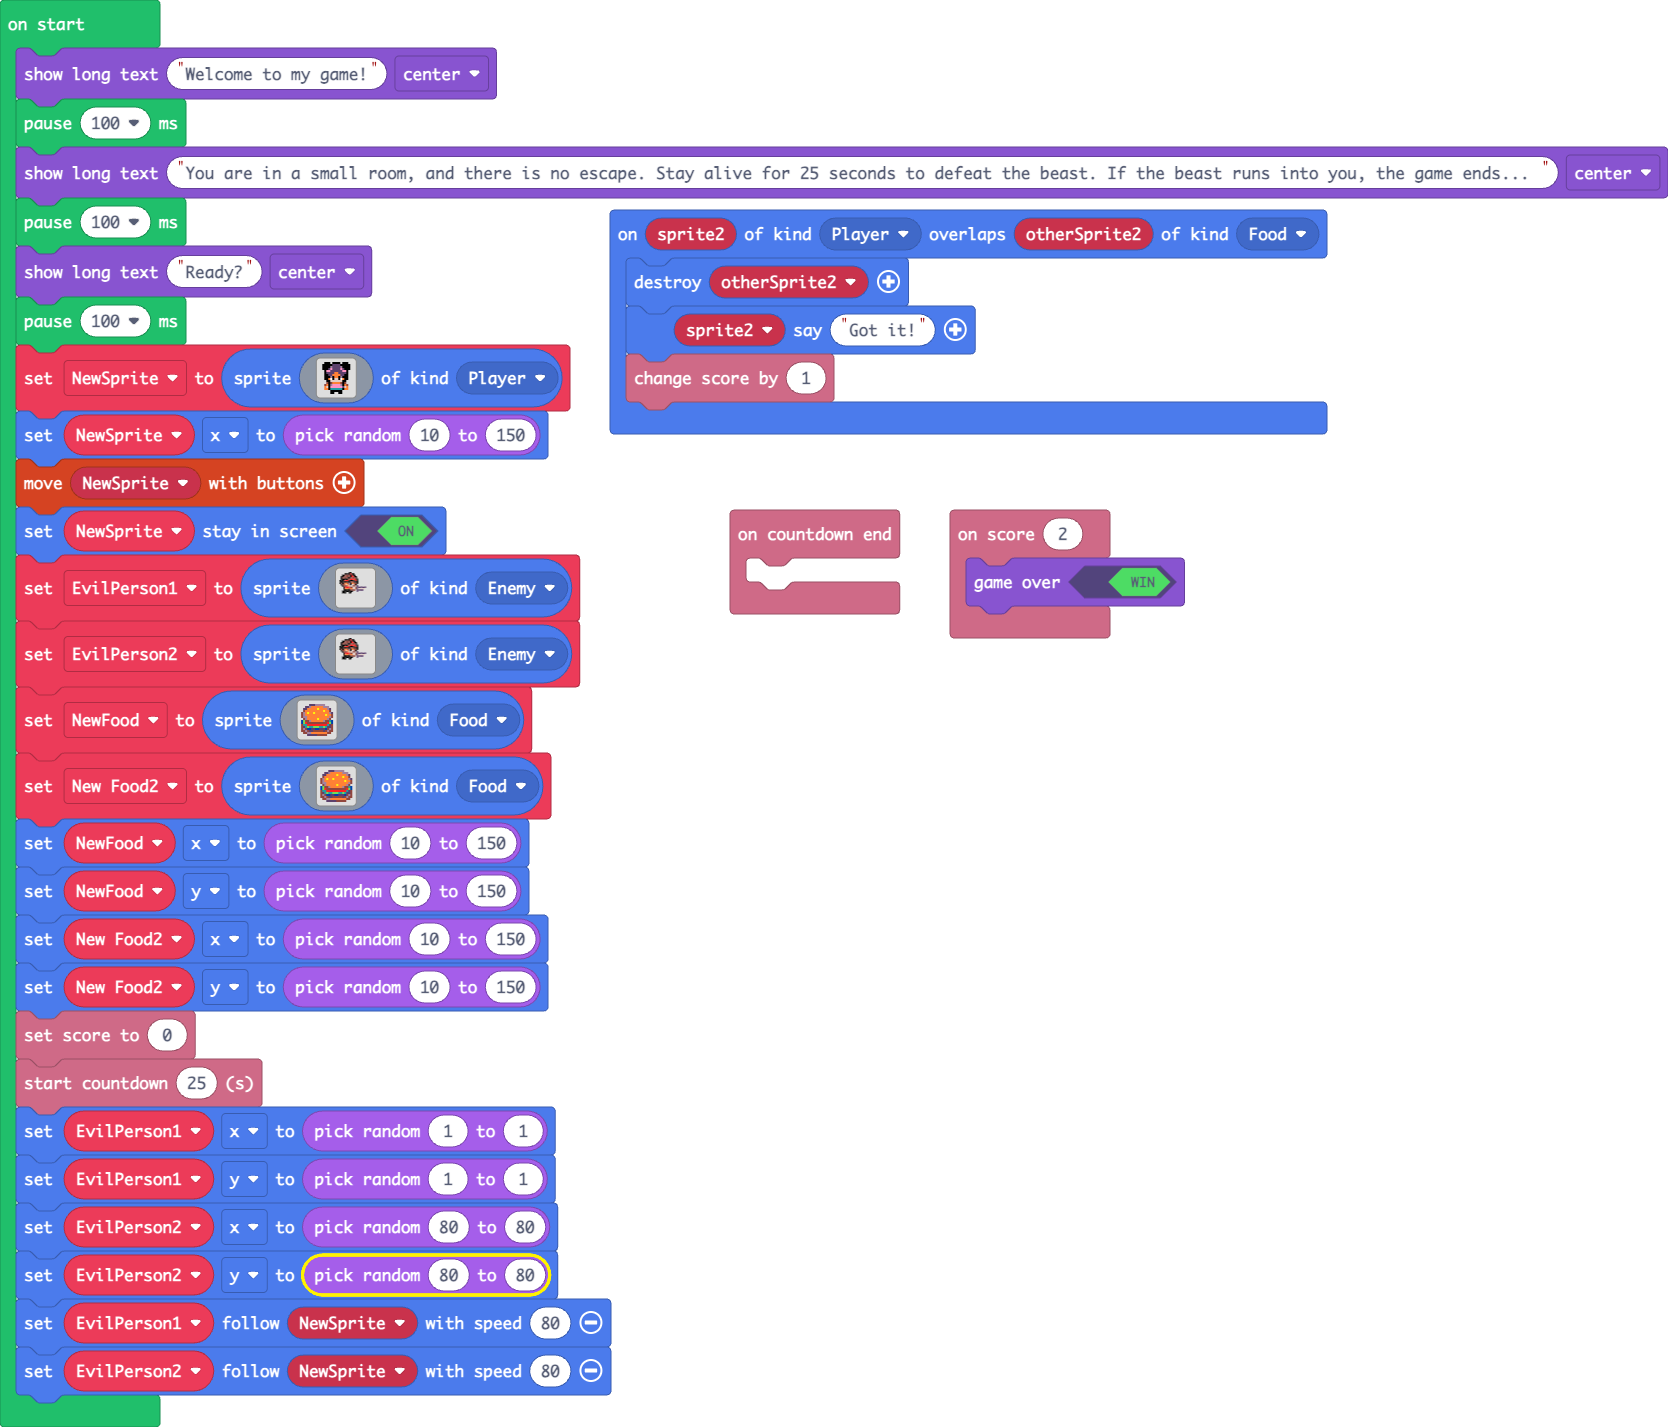 on start
show long text "Welcome to my game!" center
pause 100 ms
show long text "You are in a small room, and there is no escape. Stay alive for 25 seconds to defeat the beast. If the beast runs into you, the game ends... " center
pause 100 ms
show long text "Ready?" center
pause 100 ms
set NewSprite to sprite of kind Player
set NewSprite x to pick random 10 to 150
move NewSprite with buttons
set NewSprite stay in screen ON
set EvilPerson1 to sprite of kind Enemy
set EvilPerson2 to sprite of kind Enemy
set NewFood to sprite of kind Food
set New Food2 to sprite of kind Food
set NewFood x to pick random 10 to 150
set NewFood y to pick random 10 to 150
set New Food2 x to pick random 10 to 150
set New Food2 y to pick random 10 to 150
set score to 0
start countdown 25 (s)
set EvilPerson1 x to pick random 1 to 1
set EvilPerson1 y to pick random 1 to 1
set EvilPerson2 x to pick random 80 to 80
set EvilPerson2 y to pick random 80 to 80
set EvilPerson1 follow NewSprite with speed 80
set EvilPerson2 follow NewSprite with speed 80
on sprite2 of kind Player overlaps otherSprite2 of kind Food
destroy otherSprite2
sprite2 say "Got it!"
change score by 1
on countdown end
on score 2
game over WIN